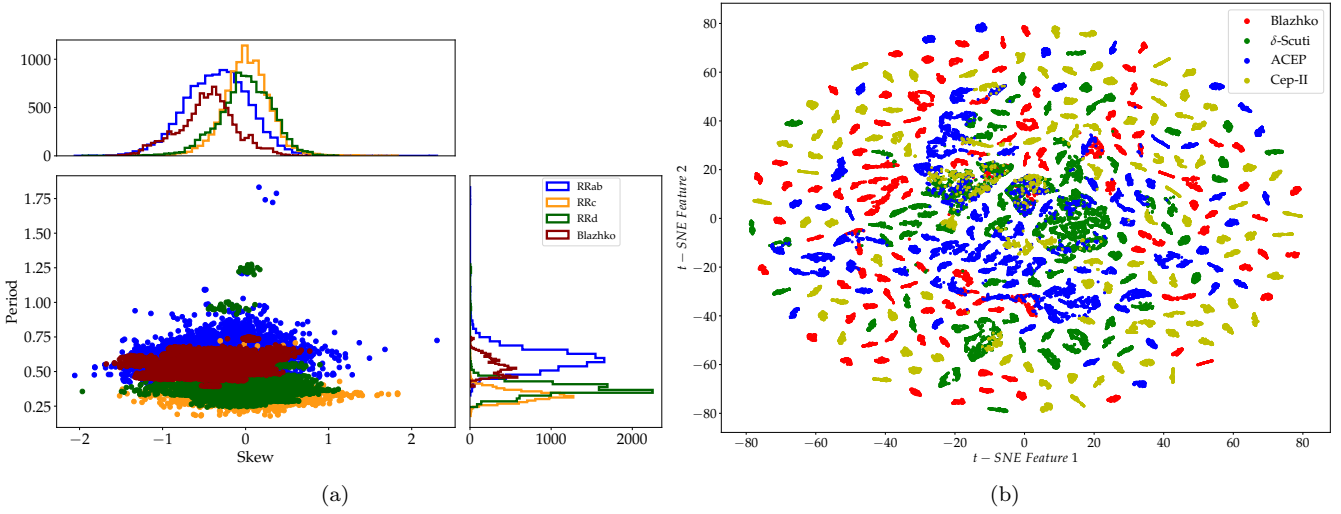 1000
500
0
1.75
1.50
1.25
1.00
0.75
0.50
0.25
Period
−2 −1 0 1 2
Skew
RRab
RRc
RRd
Blazhko
0 1000 2000
(a)
80
60
40
20
0
−20
−40
−60
−80
t − SNE Feature 2
Blazhko
δ-Scuti
ACEP
Cep-II
−80 −60 −40 −20 0 20 40 60 80
t − SNE Feature 1
(b)